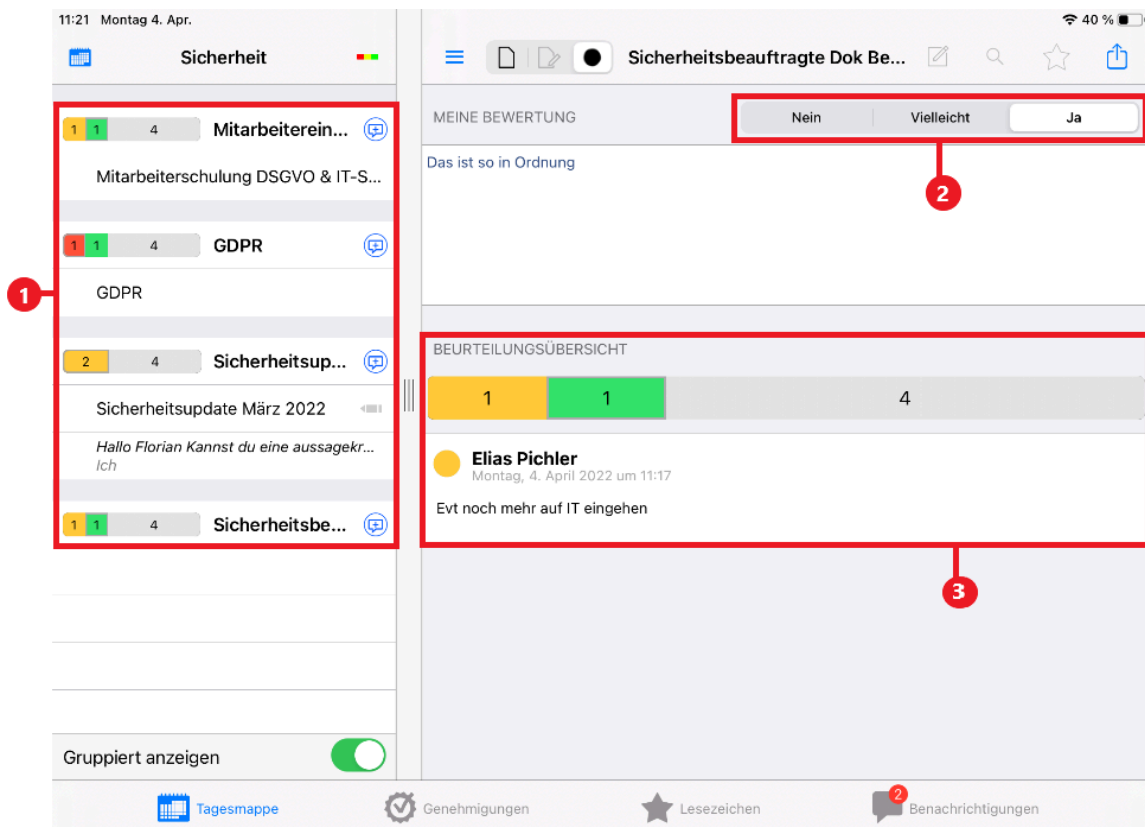 11:21 Montag 4. Apr.
40 %
Sicherheit
Sicherheitsbeauftragte Dok Be...
1 1 4 Mitarbeiterein...
Mitarbeiterschulung DSGVO & IT-S...
1 1 4 GDPR
GDPR
2 4 Sicherheitsup...
Sicherheitsupdate März 2022
Hallo Florian Kannst du eine aussagekr...
Ich
1 1 4 Sicherheitsbe...
Gruppiert anzeigen
1
MEINE BEWERTUNG
Nein Vielleicht Ja
Das ist so in Ordnung
2
BEURTEILUNGSÜBERSICHT
1 1 4
Elias Pichler
Montag, 4. April 2022 um 11:17
Evt noch mehr auf IT eingehen
3
Tagesmappe Genehmigungen Lesezeichen 2 Benachrichtigungen